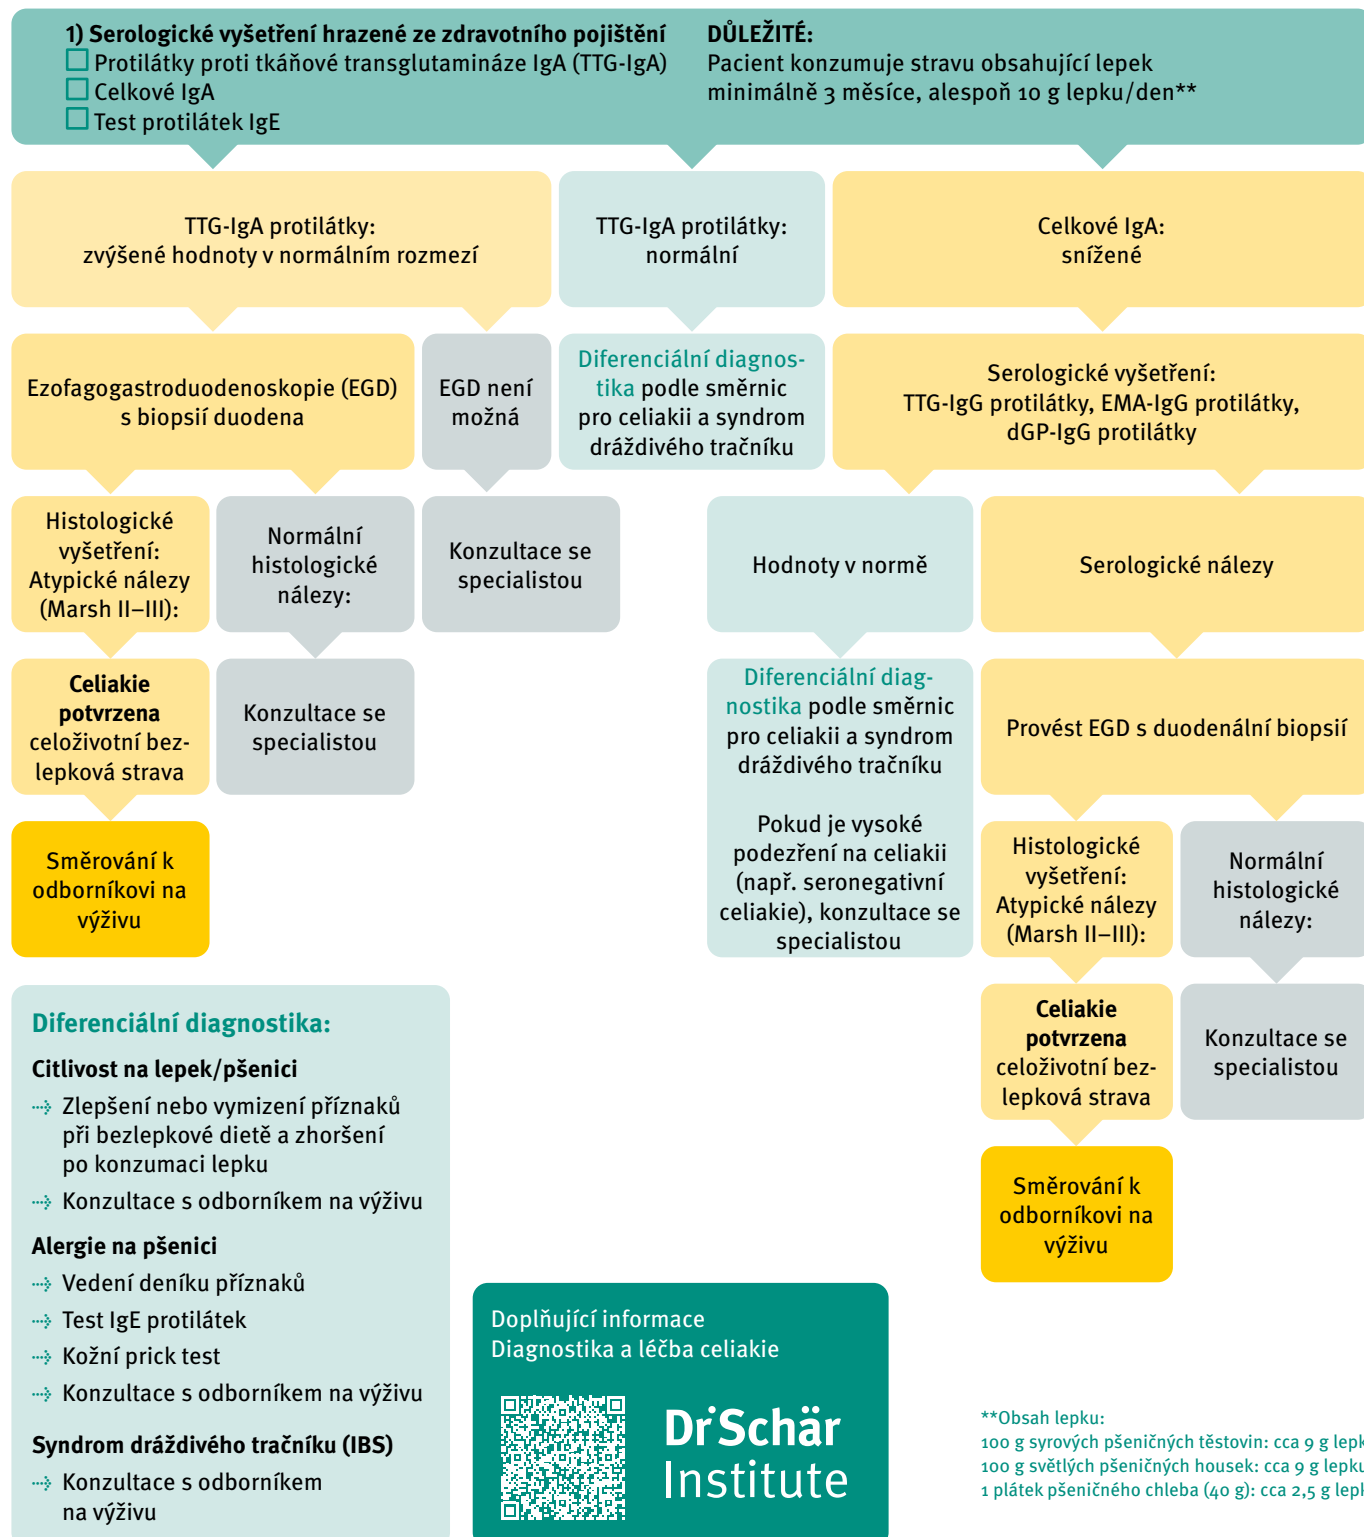 1) Serologické vyšetření hrazené ze zdravotního pojištění
Protilátky proti tkáňové transglutamináze IgA (TTG-IgA)
Celkové IgA
Test protilátek IgE
DŮLEŽITÉ:
Pacient konzumuje stravu obsahující lepek
minimálně 3 měsíce, alespoň 10 g lepku/den**
TTG-IgA protilátky:
zvýšené hodnoty v normálním rozmezí
TTG-IgA protilátky:
normální
Celkové IgA:
snížené
Ezofagogastroduodenoskopie (EGD)
s biopsií duodena
EGD není
možná
Diferenciální diagnos-
tika podle směrnic
pro celiakii a syndrom
dráždivého tračníku
Serologické vyšetření:
TTG-IgG protilátky, EMA-IgG protilátky,
dGP-IgG protilátky
Histologické
vyšetření:
Atypické nálezy
(Marsh II–III):
Normální
histologické
nálezy:
Konzultace se
specialistou
Hodnoty v normě
Serologické nálezy
Celiakie
potvrzena
celoživotní bez-
lepková strava
Konzultace se
specialistou
Diferenciální diag-
nostika podle směrnic
pro celiakii a syndrom
dráždivého tračníku
Pokud je vysoké
podezření na celiakii
(např. seronegativní
celiakie), konzultace se
specialistou
Provést EGD s duodenální biopsií
Směrování k
odborníkovi na
výživu
Histologické
vyšetření:
Atypické nálezy
(Marsh II–III):
Normální
histologické
nálezy:
Celiakie
potvrzena
celoživotní bez-
lepková strava
Konzultace se
specialistou
Směrování k
odborníkovi na
výživu
Diferenciální diagnostika:
Citlivost na lepek/pšenici
Zlepšení nebo vymizení příznaků
při bezlepkové dietě a zhoršení
po konzumaci lepku
Konzultace s odborníkem na výživu
Alergie na pšenici
Vedení deníku příznaků
Test IgE protilátek
Kožní prick test
Konzultace s odborníkem na výživu
Syndrom dráždivého tračníku (IBS)
Konzultace s odborníkem
na výživu
Doplňující informace
Diagnostika a léčba celiakie
Dr Schär
Institute
**Obsah lepku:
100 g syrových pšeničných těstovin: cca 9 g lepk
100 g světlých pšeničných housek: cca 9 g lepku
1 plátek pšeničného chleba (40 g): cca 2,5 g lepk